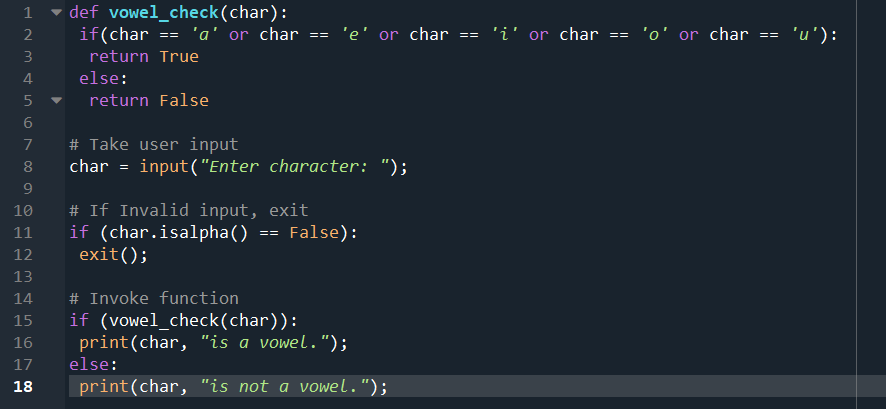 1 def vowel_check(char):
2  if(char == 'a' or char == 'e' or char == 'i' or char == 'o' or char == 'u'):
3   return True
4  else:
5   return False
6
7 # Take user input
8 char = input("Enter character: ");
9
10 # If Invalid input, exit
11 if (char.isalpha() == False):
12  exit();
13
14 # Invoke function
15 if (vowel_check(char)):
16  print(char, "is a vowel.");
17 else:
18  print(char, "is not a vowel.");